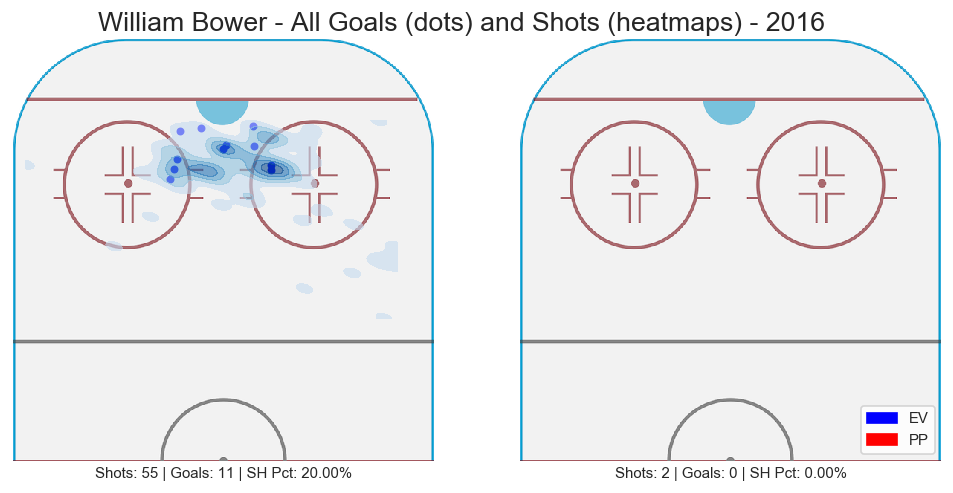 William Bower - All Goals (dots) and Shots (heatmaps) - 2016
EV
PP
Shots: 55 | Goals: 11 | SH Pct: 20.00%
Shots: 2 | Goals: 0 | SH Pct: 0.00%